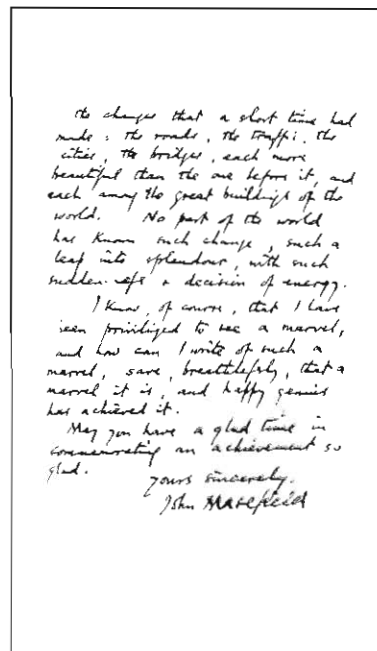 the changes that a short time had
made: the roads, the traffic, the
cities, the bridges, each more
beautiful than the one before it, and
each among the great buildings of the
world. No part of the world
has known such change, such a
leap into splendour, with such
suddenness & decision of energy.
I know, of course, that I have
been priviliged to see a marvel,
and how can I write of such a
marvel, save, breathlessly, that a
marvel it is, and happy genius
has achieved it.
May you have a glad time in
commemorating an achievement so
glad.
Yours sincerely.
John Masefield